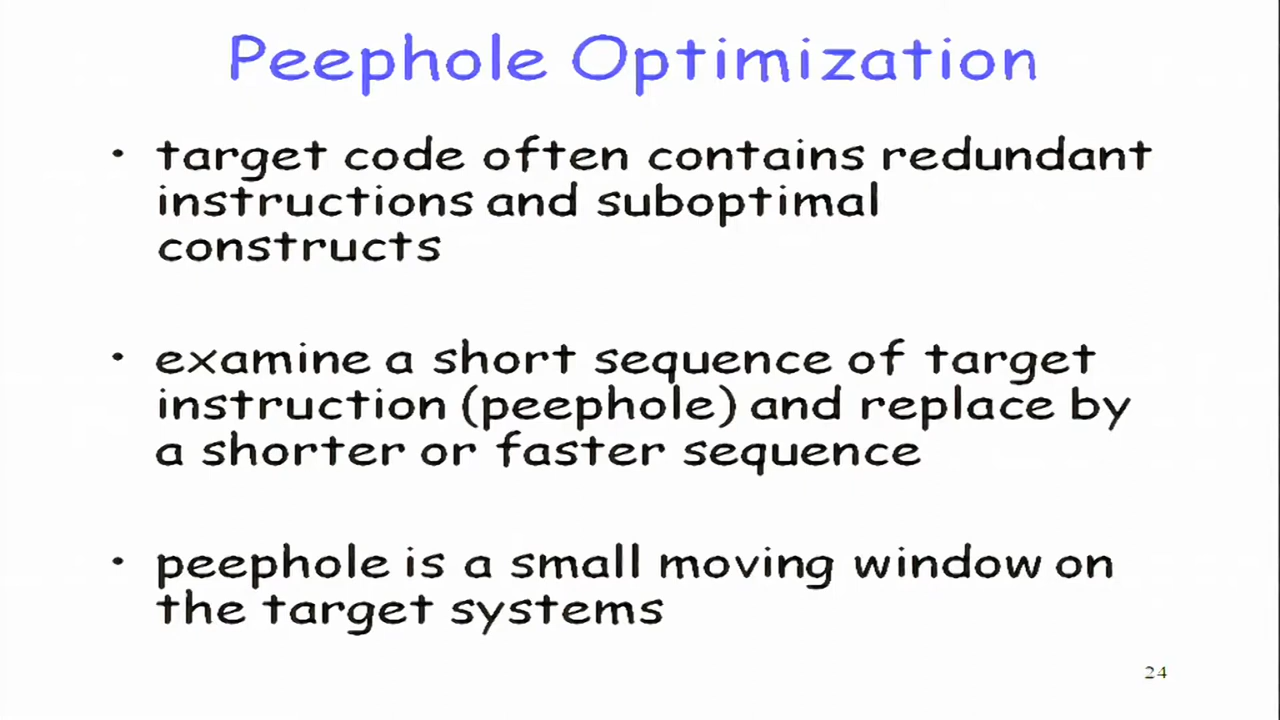 Peephole Optimization
• target code often contains redundant
instructions and suboptimal
constructs
• examine a short sequence of target
instruction (peephole) and replace by
a shorter or faster sequence
• peephole is a small moving window on
the target systems
24